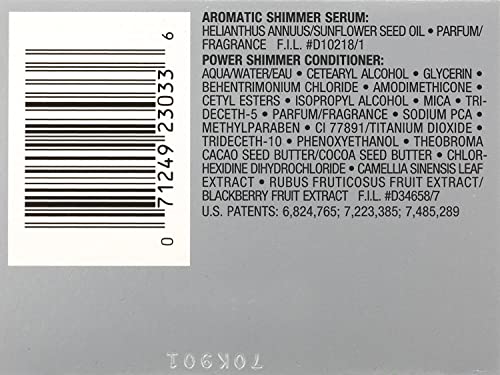 AROMATIC SHIMMER SERUM:
HELIANTHUS ANNUUS/SUNFLOWER SEED OIL • PARFUM/
FRAGRANCE F.I.L. #D10218/1
POWER SHIMMER CONDITIONER:
AQUA/WATER/EAU • CETEARYL ALCOHOL • GLYCERIN •
BEHENTRIMONIUM CHLORIDE • AMODIMETHICONE •
CETYL ESTERS • ISOPROPYL ALCOHOL • MICA • TRI-
DECETH-5 • PARFUM/FRAGRANCE • SODIUM PCA •
METHYLPARABEN • CI 77891/TITANIUM DIOXIDE •
TRIDECETH-10 • PHENOXYETHANOL • THEOBROMA
CACAO SEED BUTTER/COCOA SEED BUTTER • CHLOR-
HEXIDINE DIHYDROCHLORIDE • CAMELLIA SINENSIS LEAF
EXTRACT • RUBUS FRUTICOSUS FRUIT EXTRACT/
BLACKBERRY FRUIT EXTRACT F.I.L. #D34658/7
U.S. PATENTS: 6,824,765; 7,223,385; 7,485,289
0 71249 23033 6
70K901